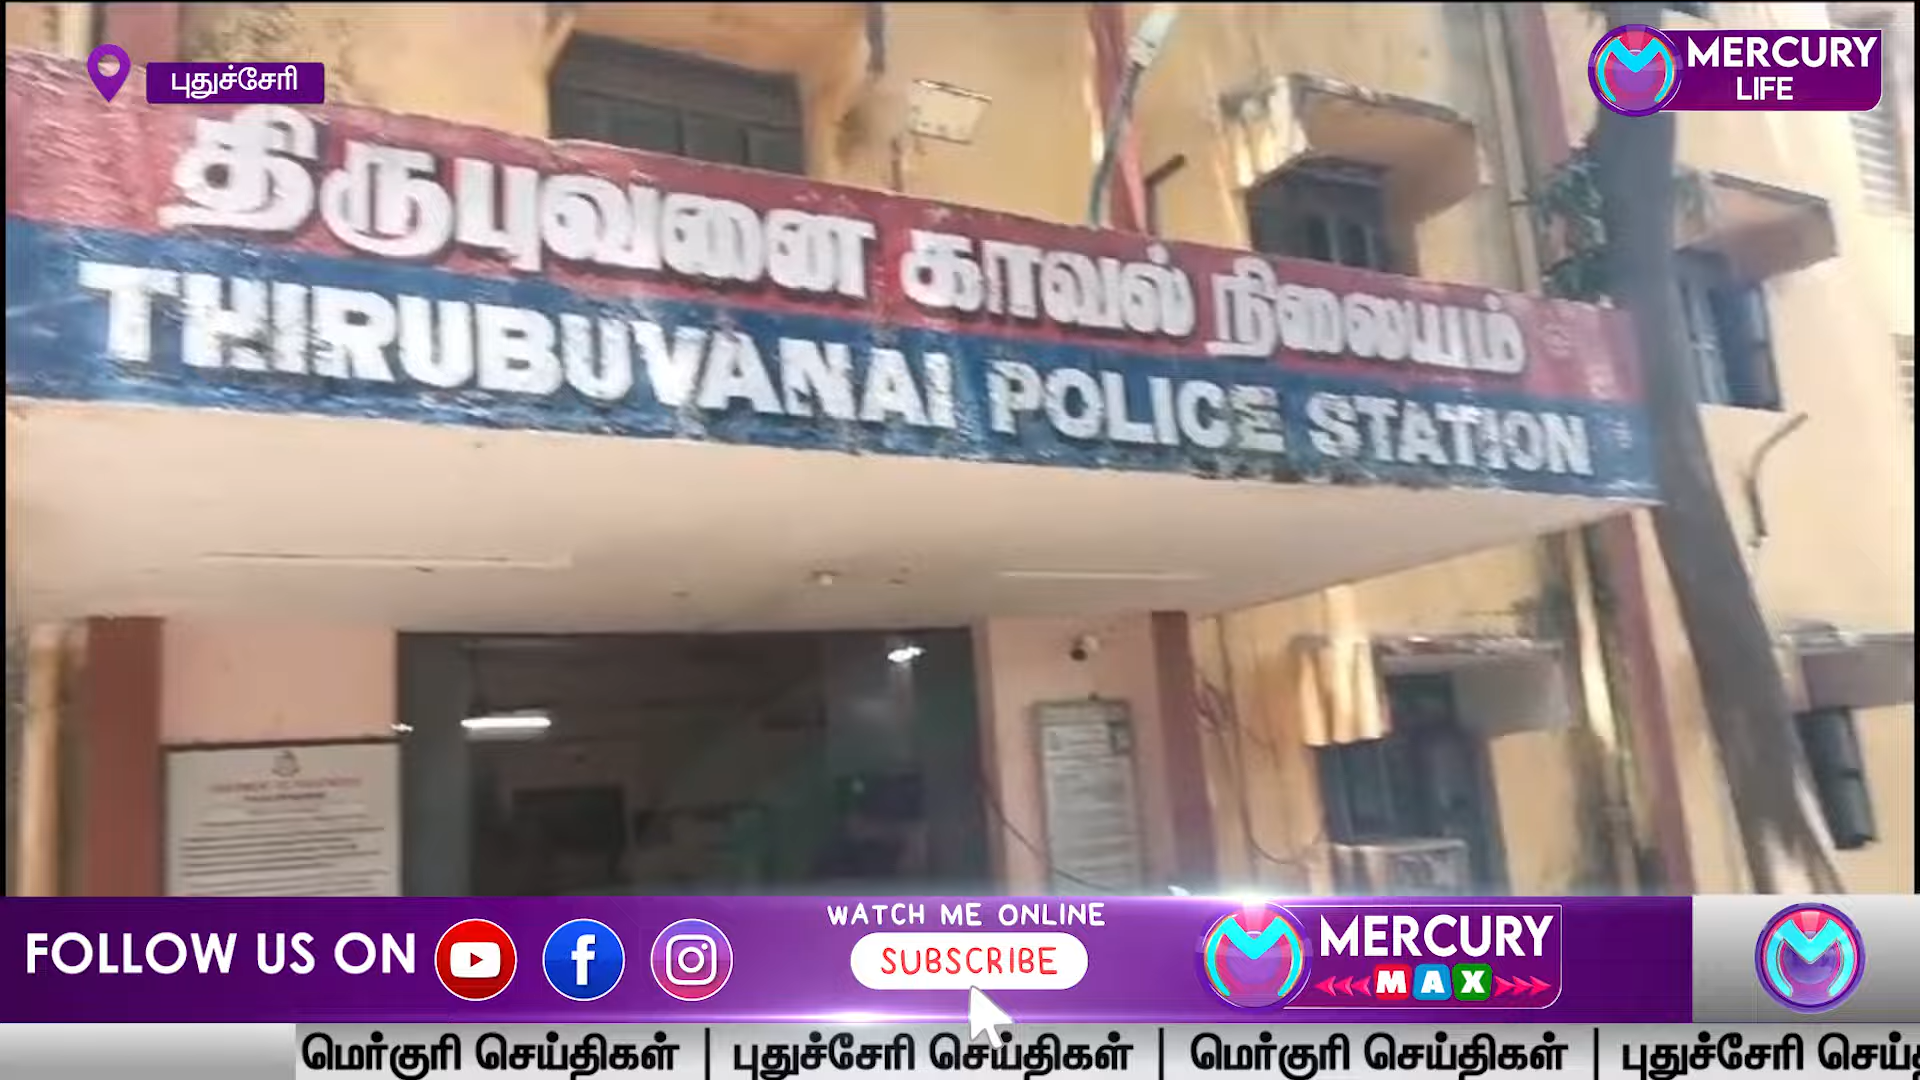 புதுச்சேரி
MERCURY
LIFE
திருபுவனை காவல் நிலையம்
THIRUBUVANAI POLICE STATION
FOLLOW US ON
WATCH ME ONLINE
SUBSCRIBE
MERCURY
MAX
மெர்குரி செய்திகள் | புதுச்சேரி செய்திகள் | மெர்குரி செய்திகள் | புதுச்சேரி